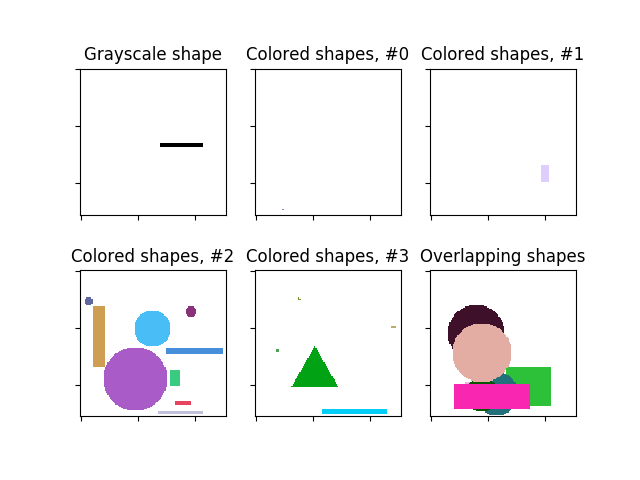 Grayscale shape
Colored shapes, #0
Colored shapes, #1
Colored shapes, #2
Colored shapes, #3
Overlapping shapes